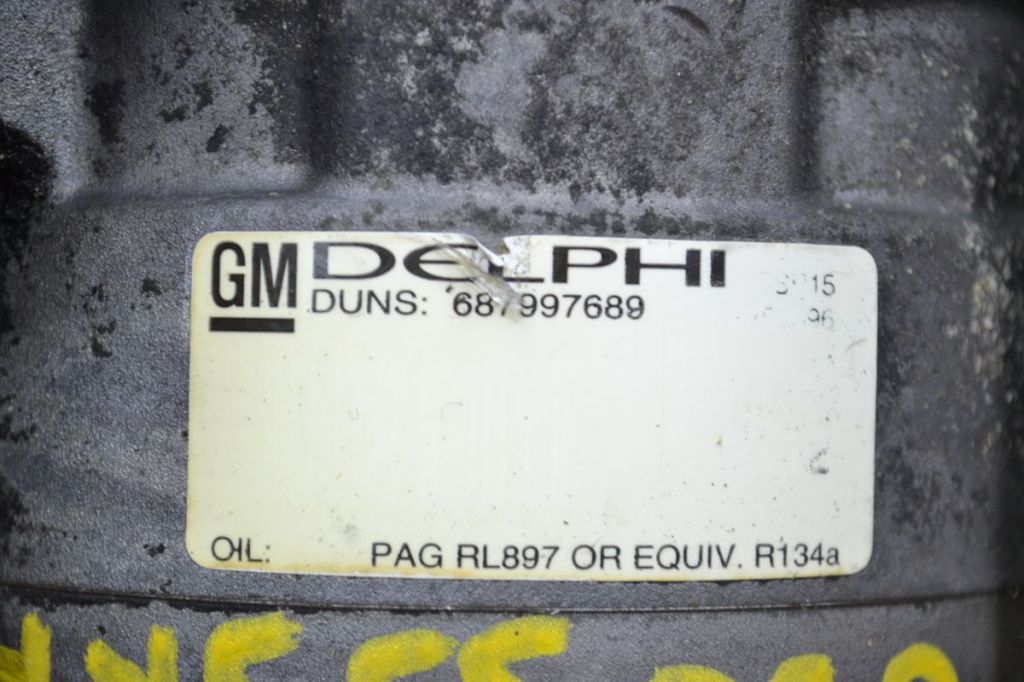 GM DELPHI
DUNS: 687997689
OIL: PAG RL897 OR EQUIV. R134a